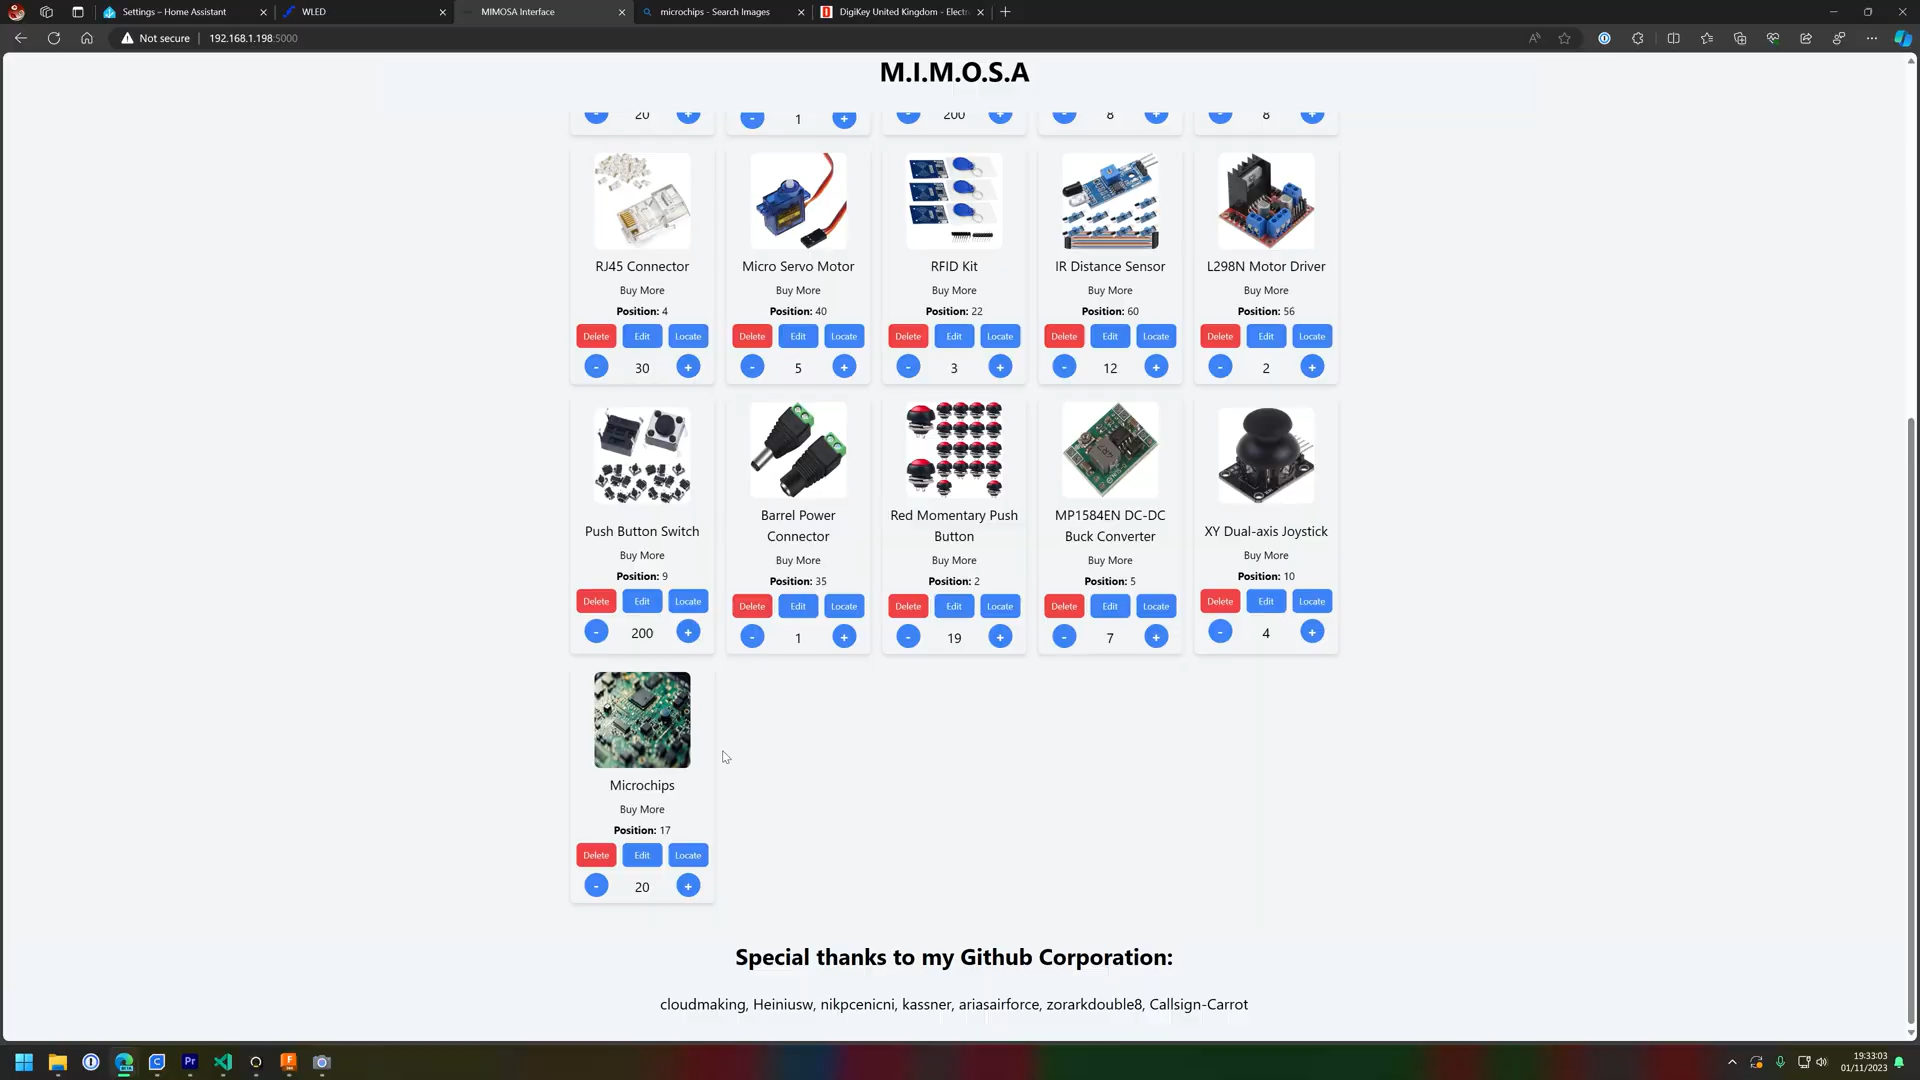 Settings – Home Assistant
WLED
MIMOSA Interface
microchips - Search Images
DigiKey United Kingdom - Electr
Not secure
192.168.1.198:5000
M.I.M.O.S.A
- 20 + - 1 + - 200 + - 8 + - 8 +
RJ45 Connector
Buy More
Position: 4
Delete Edit Locate
- 30 +
Micro Servo Motor
Buy More
Position: 40
Delete Edit Locate
- 5 +
RFID Kit
Buy More
Position: 22
Delete Edit Locate
- 3 +
IR Distance Sensor
Buy More
Position: 60
Delete Edit Locate
- 12 +
L298N Motor Driver
Buy More
Position: 56
Delete Edit Locate
- 2 +
Push Button Switch
Buy More
Position: 9
Delete Edit Locate
- 200 +
Barrel Power
Connector
Buy More
Position: 35
Delete Edit Locate
- 1 +
Red Momentary Push
Button
Buy More
Position: 2
Delete Edit Locate
- 19 +
4R7
MP1584EN DC-DC
Buck Converter
Buy More
Position: 5
Delete Edit Locate
- 7 +
XY Dual-axis Joystick
Buy More
Position: 10
Delete Edit Locate
- 4 +
Microchips
Buy More
Position: 17
Delete Edit Locate
- 20 +
Special thanks to my Github Corporation:
cloudmaking, Heiniusw, nikpcenicni, kassner, ariasairforce, zorarkdouble8, Callsign-Carrot
19:33:03
01/11/2023